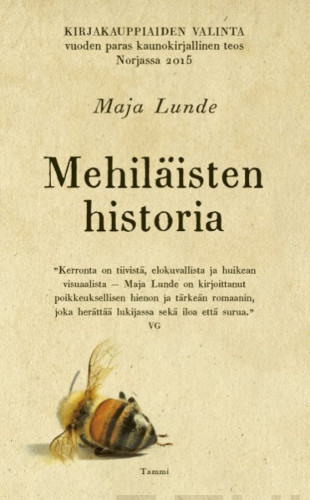 KIRJAKAUPPIAIDEN VALINTA
vuoden paras kaunokirjallinen teos
Norjassa 2015
Maja Lunde
Mehiläisten
historia
"Kerronta on tiivistä, elokuvallista ja huikean
visuaalista — Maja Lunde on kirjoittanut
poikkeuksellisen hienon ja tärkeän romaanin,
joka herättää lukijassa sekä iloa että surua."
VG
Tammi